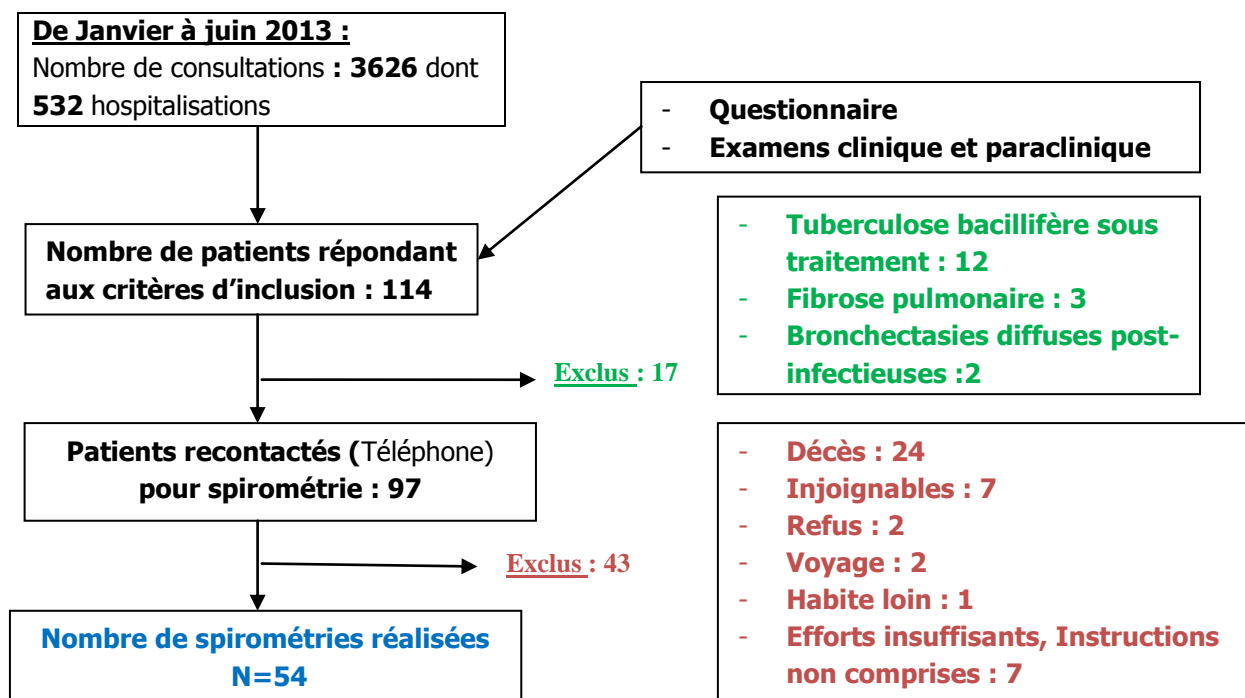 De Janvier à juin 2013 :
Nombre de consultations : 3626 dont
532 hospitalisations
- Questionnaire
- Examens clinique et paraclinique
Nombre de patients répondant
aux critères d'inclusion : 114
- Tuberculose bacillifère sous
traitement : 12
- Fibrose pulmonaire : 3
- Bronchectasies diffuses post-
infectieuses :2
Exclus : 17
Patients recontactés (Téléphone)
pour spirométrie : 97
- Décès : 24
- Injoignables : 7
- Refus : 2
- Voyage : 2
- Habite loin : 1
- Efforts insuffisants, Instructions
non comprises : 7
Exclus : 43
Nombre de spirométries réalisées
N=54